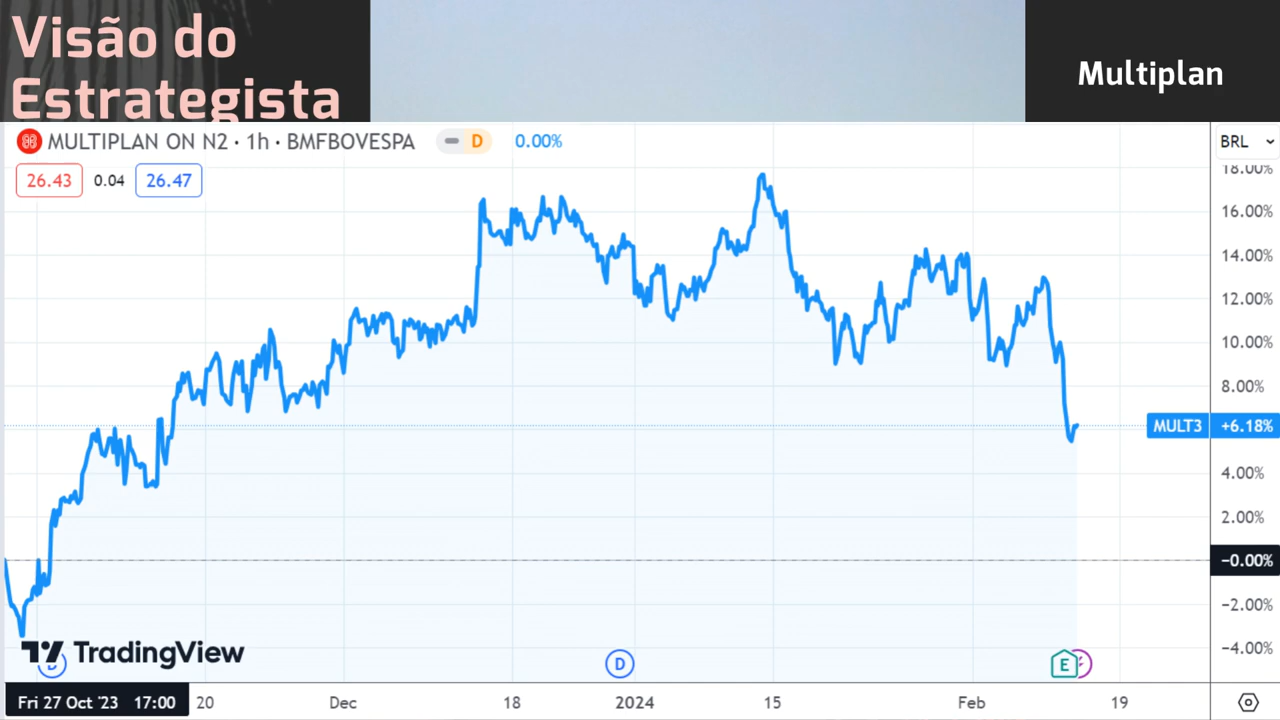 Visão do
Estrategista
Multiplan
MULTIPLAN ON N2 · 1h · BMFBOVESPA
D
0.00%
BRL
26.43
0.04
26.47
18.00%
16.00%
14.00%
12.00%
10.00%
8.00%
MULT3
+6.18%
4.00%
2.00%
−0.00%
−2.00%
−4.00%
TradingView
D
D
E
Fri 27 Oct '23 17:00
20
Dec
18
2024
15
Feb
19